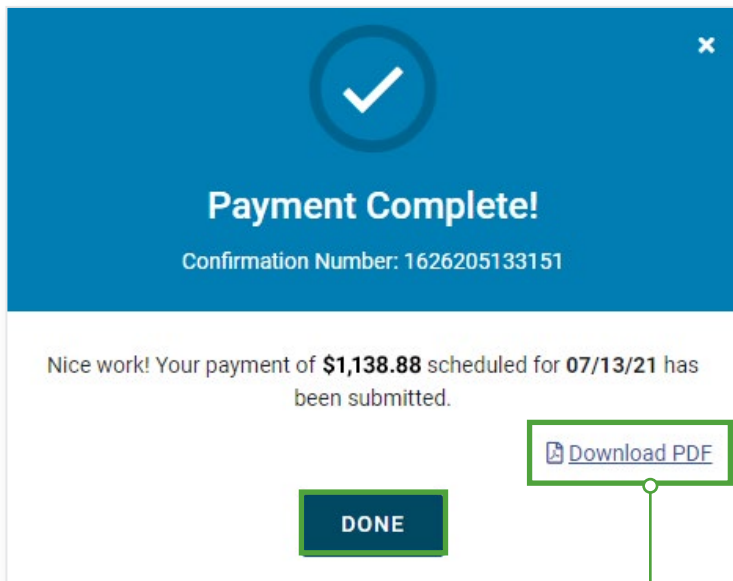 Payment Complete!
Confirmation Number: 1626205133151
Nice work! Your payment of $1,138.88 scheduled for 07/13/21 has
been submitted.
Download PDF
DONE